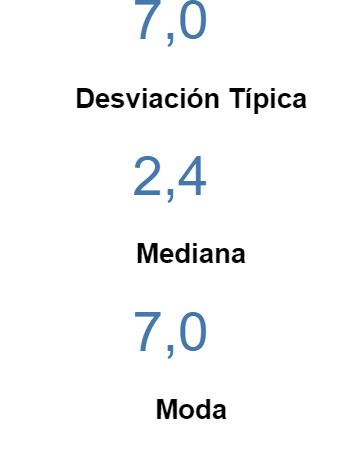 7,0
Desviación Típica
2,4
Mediana
7,0
Moda